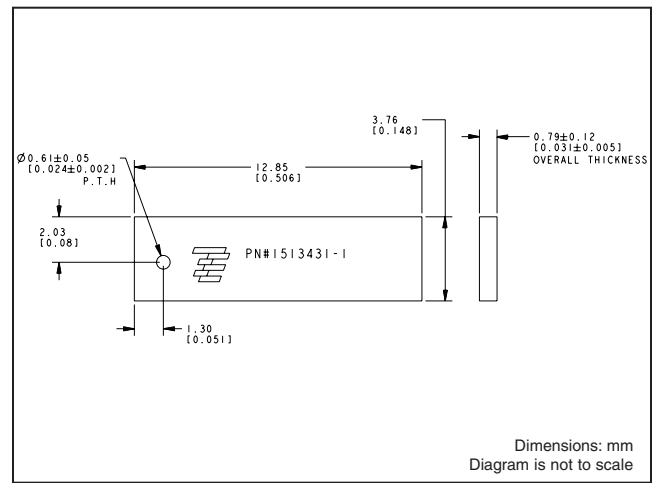 3.76
[0.148]
0.79±0.12
[0.031±0.005]
OVERALL THICKNESS
Ø0.61±0.05
[0.024±0.002]
P.T.H
12.85
[0.506]
2.03
[0.08]
PN#1513431-1
1.30
[0.051]
Dimensions: mm
Diagram is not to scale